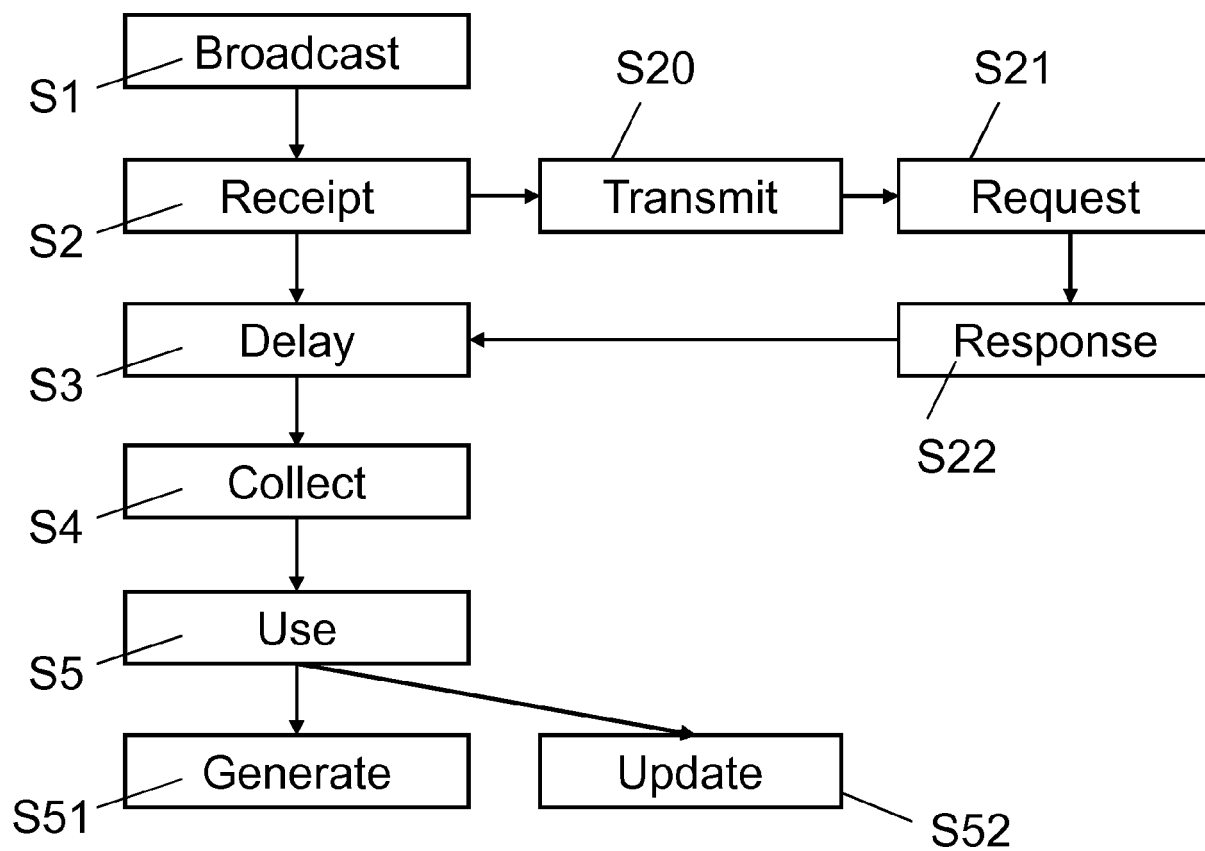 Broadcast
S1
S20
S21
Receipt
Transmit
Request
S2
Delay
Response
S3
S22
Collect
S4
Use
S5
Generate
Update
S51
S52